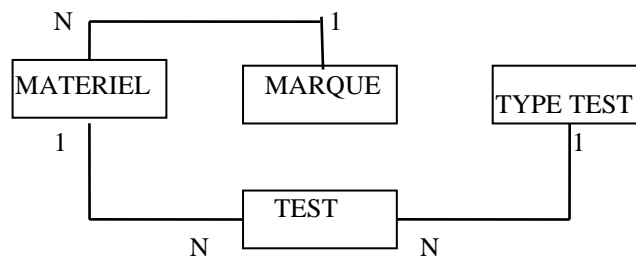 N 1
MATERIEL MARQUE TYPE TEST
1 1
TEST
N N